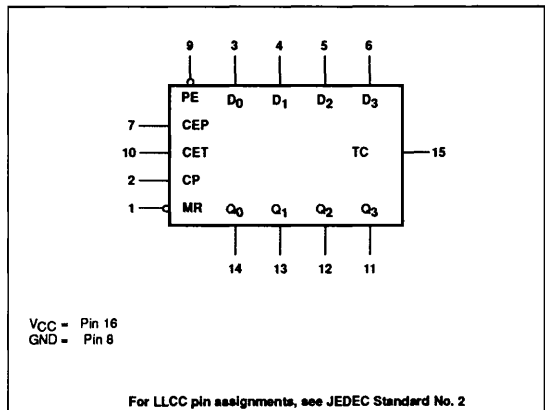 9 3 4 5 6
PE D0 D1 D2 D3
7 CEP
10 CET TC 15
2 CP
1 MR Q0 Q1 Q2 Q3
14 13 12 11
VCC = Pin 16
GND = Pin 8
For LLCC pin assignments, see JEDEC Standard No. 2